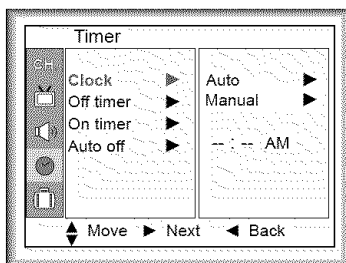 Timer
CH
Clock ▶
Off timer ▶
On timer ▶
Auto off ▶
Auto ▶
Manual ▶
-- : -- AM
Move ▶ Next ◀ Back